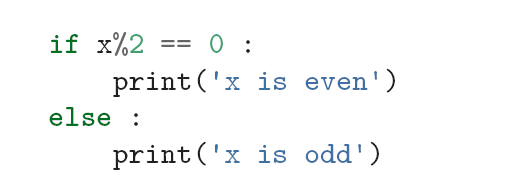 if x%2 == 0 :
    print('x is even')
else :
    print('x is odd')